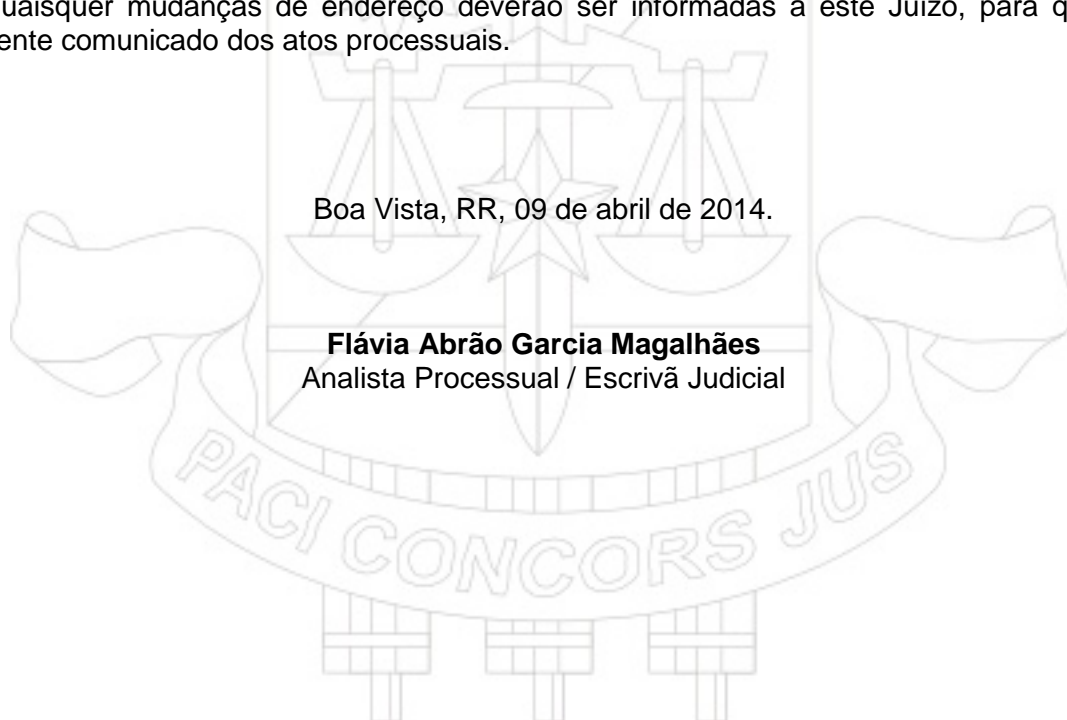 uaisquer mudanças de endereço deverão ser informadas a este Juízo, para q
ente comunicado dos atos processuais.
Boa Vista, RR, 09 de abril de 2014.
Flávia Abrão Garcia Magalhães
Analista Processual / Escrivã Judicial
PACI CONCORS JUS